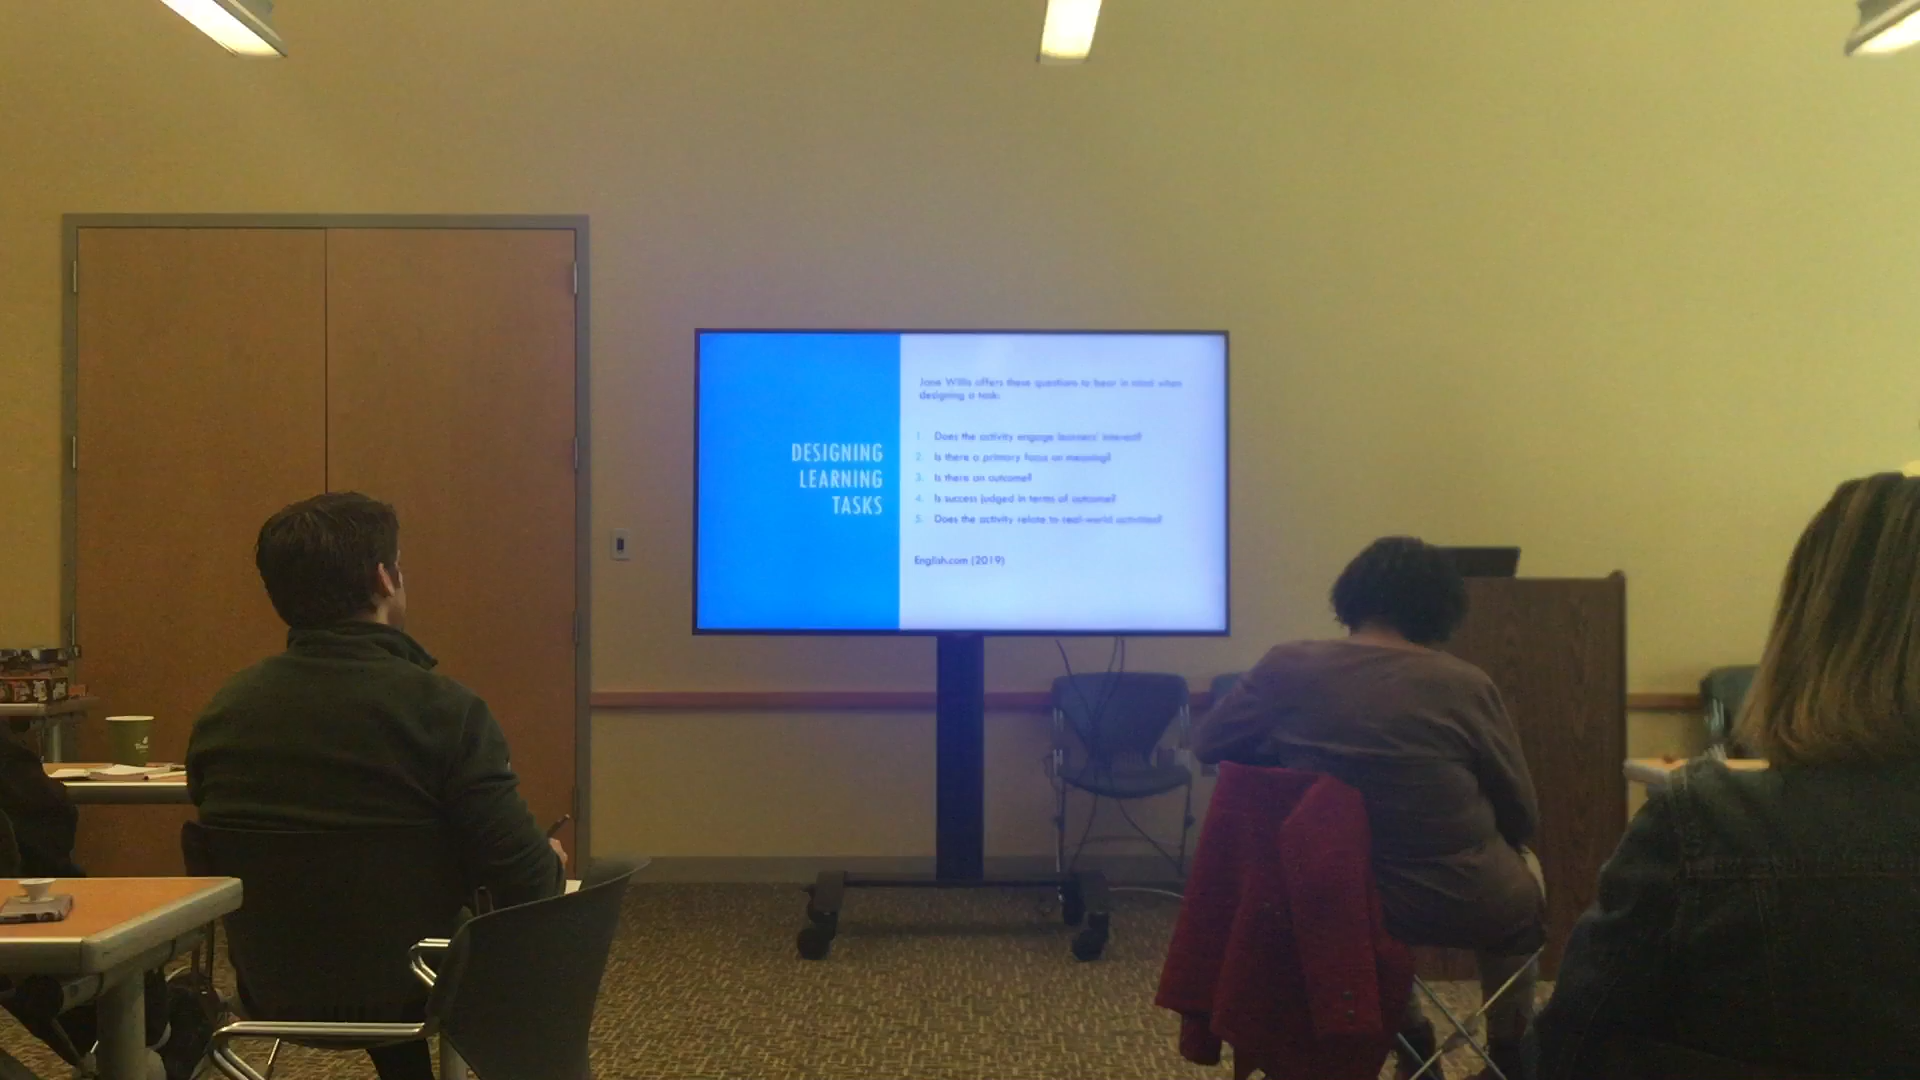 DESIGNING
LEARNING
TASKS
Jane Willis offers these questions to bear in mind when
designing a task:
1. Does the activity engage learners' interest?
2. Is there a primary focus on meaning?
3. Is there an outcome?
4. Is success judged in terms of outcome?
5. Does the activity relate to real-world activities?
English.com (2019)